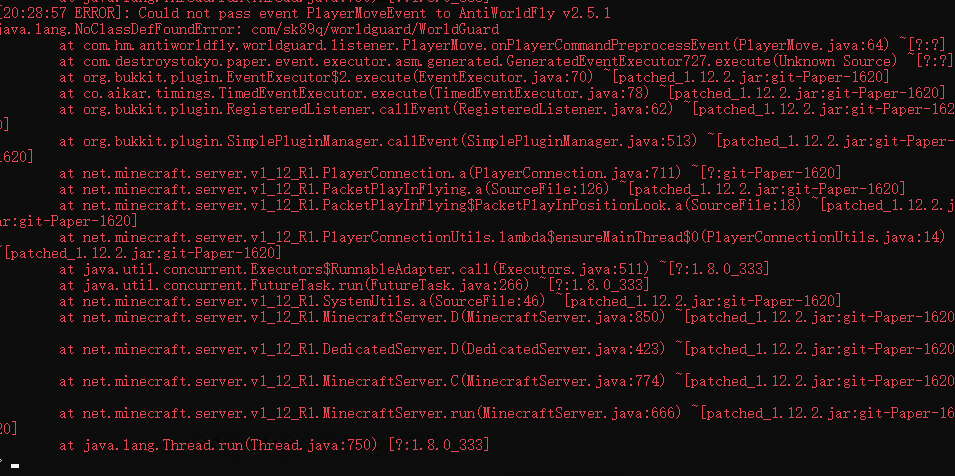 [20:28:57 ERROR]: Could not pass event PlayerMoveEvent to AntiWorldFly v2.5.1
java.lang.NoClassDefFoundError: com/sk89q/worldguard/WorldGuard
at com.hm.antiworldfly.worldguard.listener.PlayerMove.onPlayerCommandPreprocessEvent(PlayerMove.java:64) ~[?:?]
at com.destroystokyo.paper.event.executor.asm.generated.GeneratedEventExecutor727.execute(Unknown Source) ~[?:?]
at org.bukkit.plugin.EventExecutor$2.execute(EventExecutor.java:70) ~[patched_1.12.2.jar:git-Paper-1620]
at co.aikar.timings.TimedEventExecutor.execute(TimedEventExecutor.java:78) ~[patched_1.12.2.jar:git-Paper-1620]
at org.bukkit.plugin.RegisteredListener.callEvent(RegisteredListener.java:62) ~[patched_1.12.2.jar:git-Paper-162
0]
at org.bukkit.plugin.SimplePluginManager.callEvent(SimplePluginManager.java:513) ~[patched_1.12.2.jar:git-Paper-
1620]
at net.minecraft.server.v1_12_R1.PlayerConnection.a(PlayerConnection.java:711) ~[?:git-Paper-1620]
at net.minecraft.server.v1_12_R1.PacketPlayInFlying.a(SourceFile:126) ~[patched_1.12.2.jar:git-Paper-1620]
at net.minecraft.server.v1_12_R1.PacketPlayInFlying$PacketPlayInPositionLook.a(SourceFile:18) ~[patched_1.12.2.j
ar:git-Paper-1620]
at net.minecraft.server.v1_12_R1.PlayerConnectionUtils.lambda$ensureMainThread$0(PlayerConnectionUtils.java:14)
~[patched_1.12.2.jar:git-Paper-1620]
at java.util.concurrent.Executors$RunnableAdapter.call(Executors.java:511) ~[?:1.8.0_333]
at java.util.concurrent.FutureTask.run(FutureTask.java:266) ~[?:1.8.0_333]
at net.minecraft.server.v1_12_R1.SystemUtils.a(SourceFile:46) ~[patched_1.12.2.jar:git-Paper-1620]
at net.minecraft.server.v1_12_R1.MinecraftServer.D(MinecraftServer.java:850) ~[patched_1.12.2.jar:git-Paper-1620
at net.minecraft.server.v1_12_R1.DedicatedServer.D(DedicatedServer.java:423) ~[patched_1.12.2.jar:git-Paper-1620
at net.minecraft.server.v1_12_R1.MinecraftServer.C(MinecraftServer.java:774) ~[patched_1.12.2.jar:git-Paper-1620
at net.minecraft.server.v1_12_R1.MinecraftServer.run(MinecraftServer.java:666) ~[patched_1.12.2.jar:git-Paper-16
20]
at java.lang.Thread.run(Thread.java:750) [?:1.8.0_333]
>